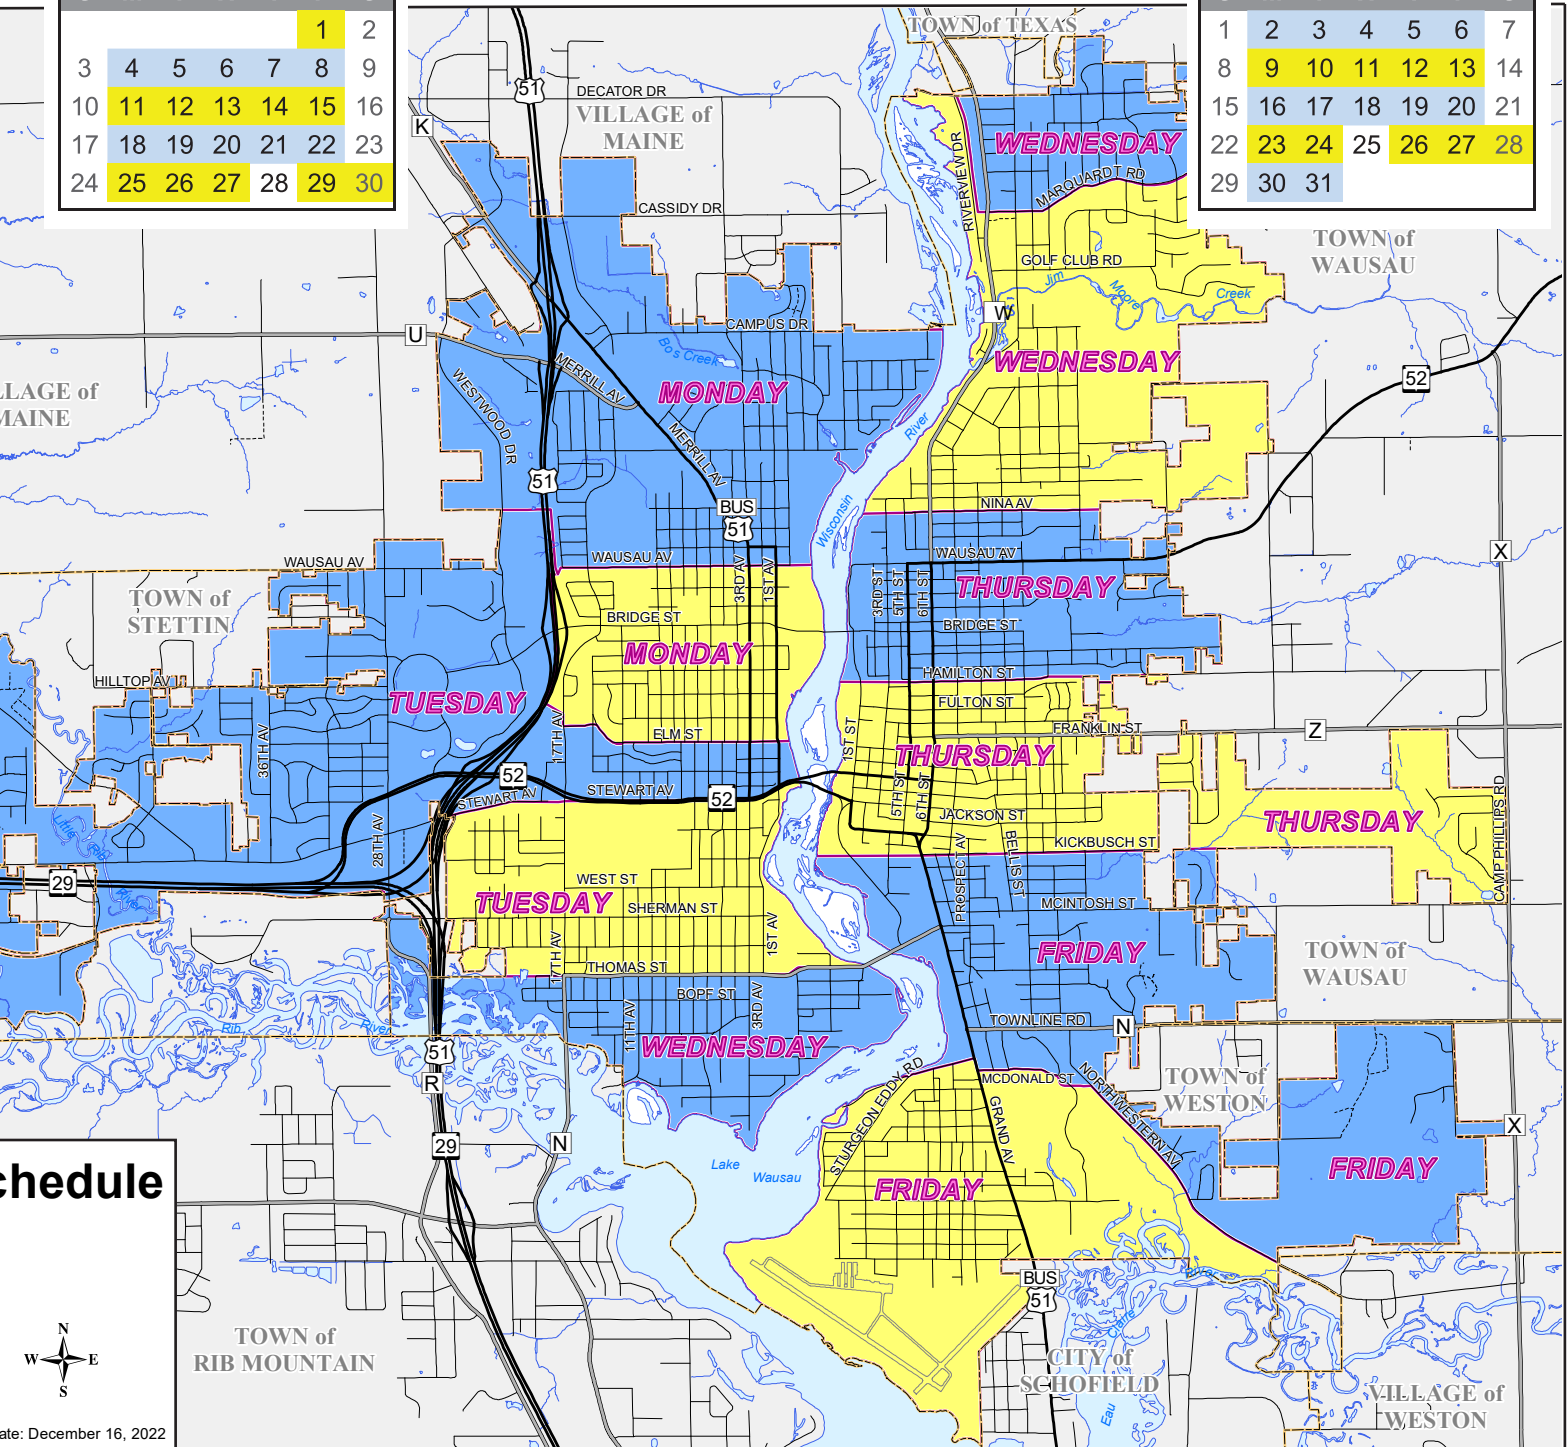 1 2
3 4 5 6 7 8 9
10 11 12 13 14 15 16
17 18 19 20 21 22 23
24 25 26 27 28 29 30
1 2 3 4 5 6 7
8 9 10 11 12 13 14
15 16 17 18 19 20 21
22 23 24 25 26 27 28
29 30 31
TOWN of TEXAS
51
DECATOR DR
VILLAGE of
MAINE
K
WEDNESDAY
MARQUARDT RD
RIVERVIEW DR
CASSIDY DR
TOWN of
WAUSAU
GOLF CLUB RD
Jim
Moore
Creek
W
CAMPUS DR
U
Bo's Creek
MERRILL AV
WEDNESDAY
MONDAY
52
LLAGE of
MAINE
WESTWOOD DR
River
MERRILL AV
51
BUS
51
NINA AV
Wisconsin
WAUSAU AV
WAUSAU AV
WAUSAU AV
X
3RD AV
1ST AV
3RD ST
5TH ST
6TH ST
THURSDAY
TOWN of
STETTIN
BRIDGE ST
BRIDGE ST
MONDAY
HAMILTON ST
HILLTOP AV
TUESDAY
FULTON ST
17TH AV
ELM ST
1ST ST
FRANKLIN ST
Z
36TH AV
THURSDAY
52
STEWART AV
STEWART AV
52
5TH ST
6TH ST
JACKSON ST
THURSDAY
CAMP PHILLIPS RD
Little
Rib
28TH AV
KICKBUSCH ST
PROSPECT AV
BELLIS ST
29
WEST ST
TUESDAY
SHERMAN ST
MCINTOSH ST
1ST AV
17TH AV
FRIDAY
TOWN of
WAUSAU
THOMAS ST
BOPF ST
3RD AV
11TH AV
Rib
River
TOWNLINE RD
N
51
WEDNESDAY
R
STURGEON EDDY RD
MCDONALD ST
NORTHWESTERN AV
TOWN of
WESTON
GRAND AV
X
29
N
Lake
Wausau
FRIDAY
FRIDAY
chedule
River
BUS
51
Claire
Eau
TOWN of
RIB MOUNTAIN
CITY of
SCHOFIELD
N
W E
S
VILLAGE of
WESTON
ate: December 16, 2022